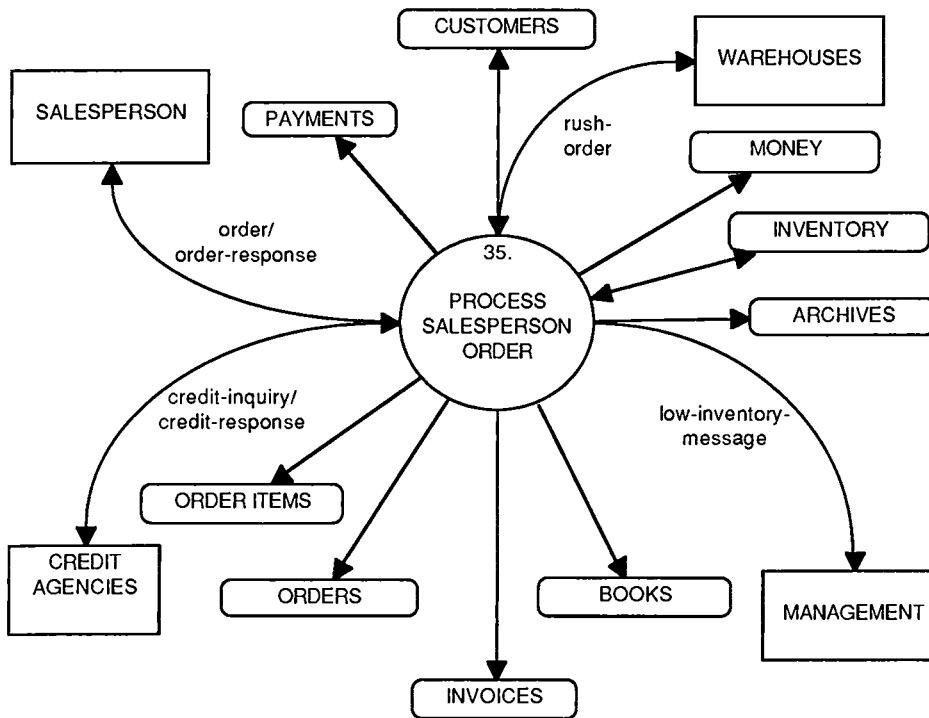 CUSTOMERS
WAREHOUSES
SALESPERSON
PAYMENTS
rush-
order
MONEY
order/
order-response
INVENTORY
35.
PROCESS
SALESPERSON
ORDER
ARCHIVES
credit-inquiry/
credit-response
low-inventory-
message
ORDER ITEMS
CREDIT
AGENCIES
ORDERS
BOOKS
MANAGEMENT
INVOICES